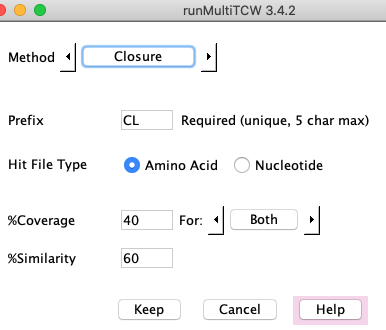 runMultiTCW 3.4.2
Method Closure
Prefix CL Required (unique, 5 char max)
Hit File Type Amino Acid Nucleotide
%Coverage 40 For: Both
%Similarity 60
Keep Cancel Help